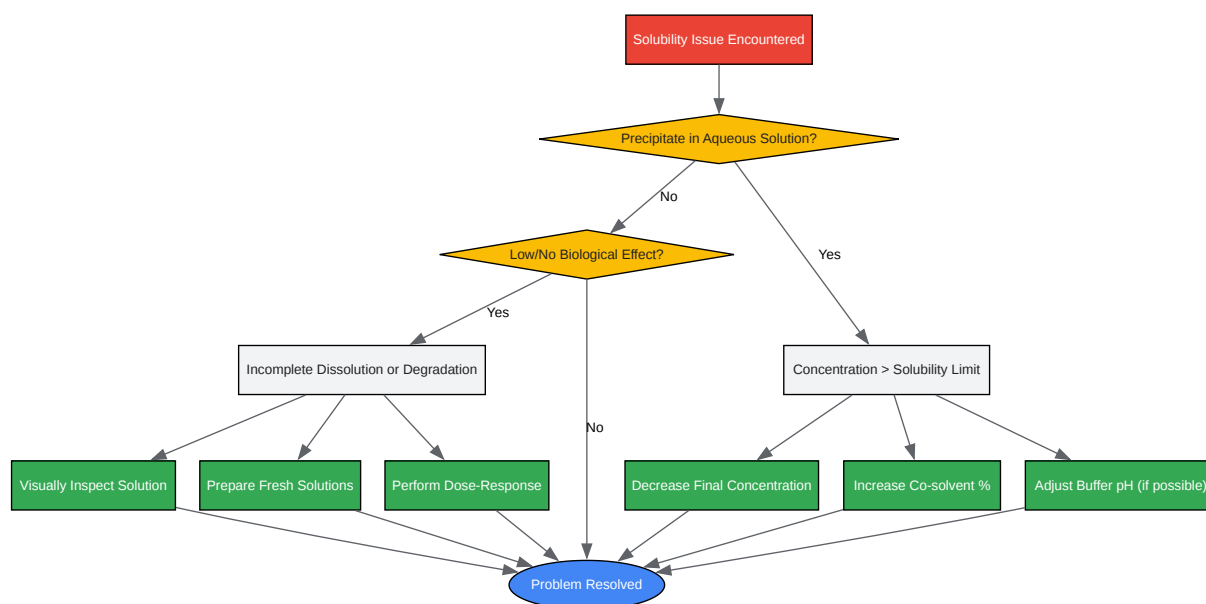 Solubility Issue Encountered
Precipitate in Aqueous Solution?
No
Low/No Biological Effect?
Yes
Yes
Incomplete Dissolution or Degradation
Concentration > Solubility Limit
No
Visually Inspect Solution
Prepare Fresh Solutions
Perform Dose-Response
Decrease Final Concentration
Increase Co-solvent %
Adjust Buffer pH (if possible)
Problem Resolved